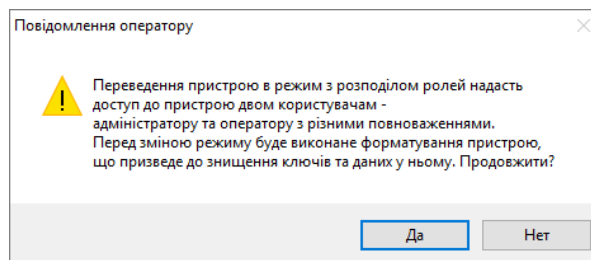 Повідомлення оператору
Переведення пристрою в режим з розподілом ролей надасть
доступ до пристрою двом користувачам -
адміністратору та оператору з різними повноваженнями.
Перед зміною режиму буде виконане форматування пристрою,
що призведе до знищення ключів та даних у ньому. Продовжити?
Да
Нет